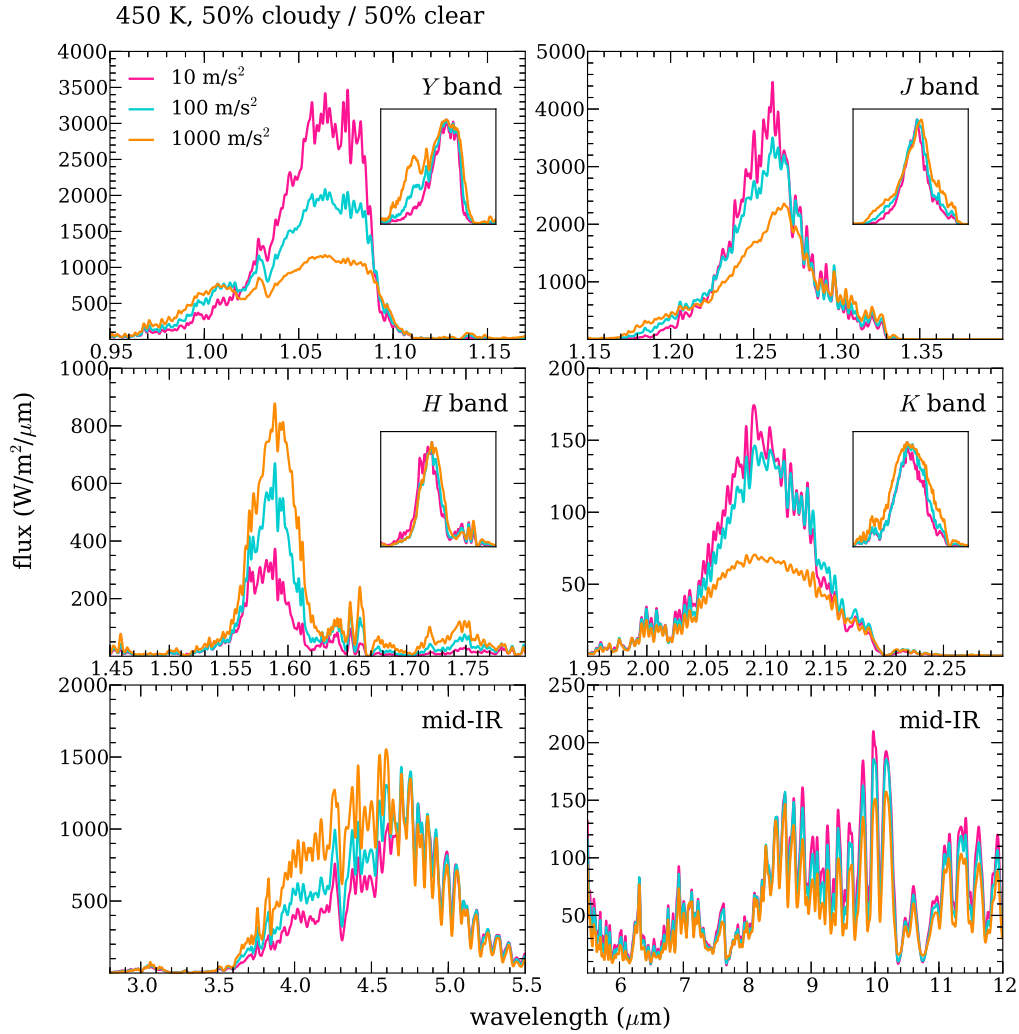 450 K, 50% cloudy / 50% clear
10 m/s²
100 m/s²
1000 m/s²
Y band
4000
3500
3000
2500
2000
1500
1000
500
0.95 1.00 1.05 1.10 1.15
J band
5000
4000
3000
2000
1000
1.15 1.20 1.25 1.30 1.35
H band
1000
800
600
400
200
1.45 1.50 1.55 1.60 1.65 1.70 1.75
K band
200
150
100
50
1.95 2.00 2.05 2.10 2.15 2.20 2.25
mid-IR
2000
1500
1000
500
3.0 3.5 4.0 4.5 5.0 5.5
mid-IR
250
200
150
100
50
6 7 8 9 10 11 12
flux (W/m²/μm)
wavelength (μm)